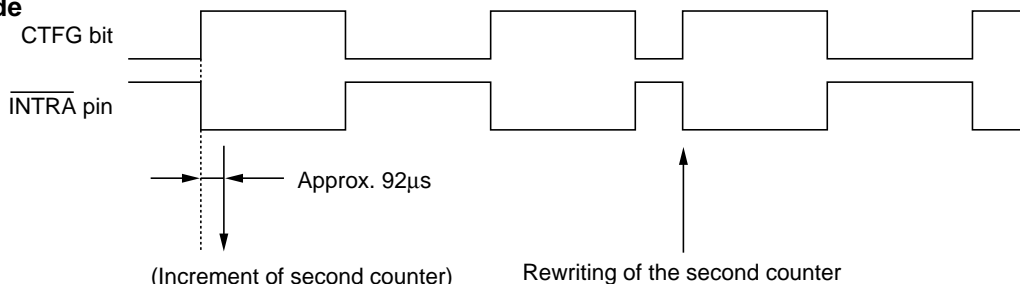 de
CTFG bit
INTRA pin
Approx. 92μs
(Increment of second counter)
Rewriting of the second counter